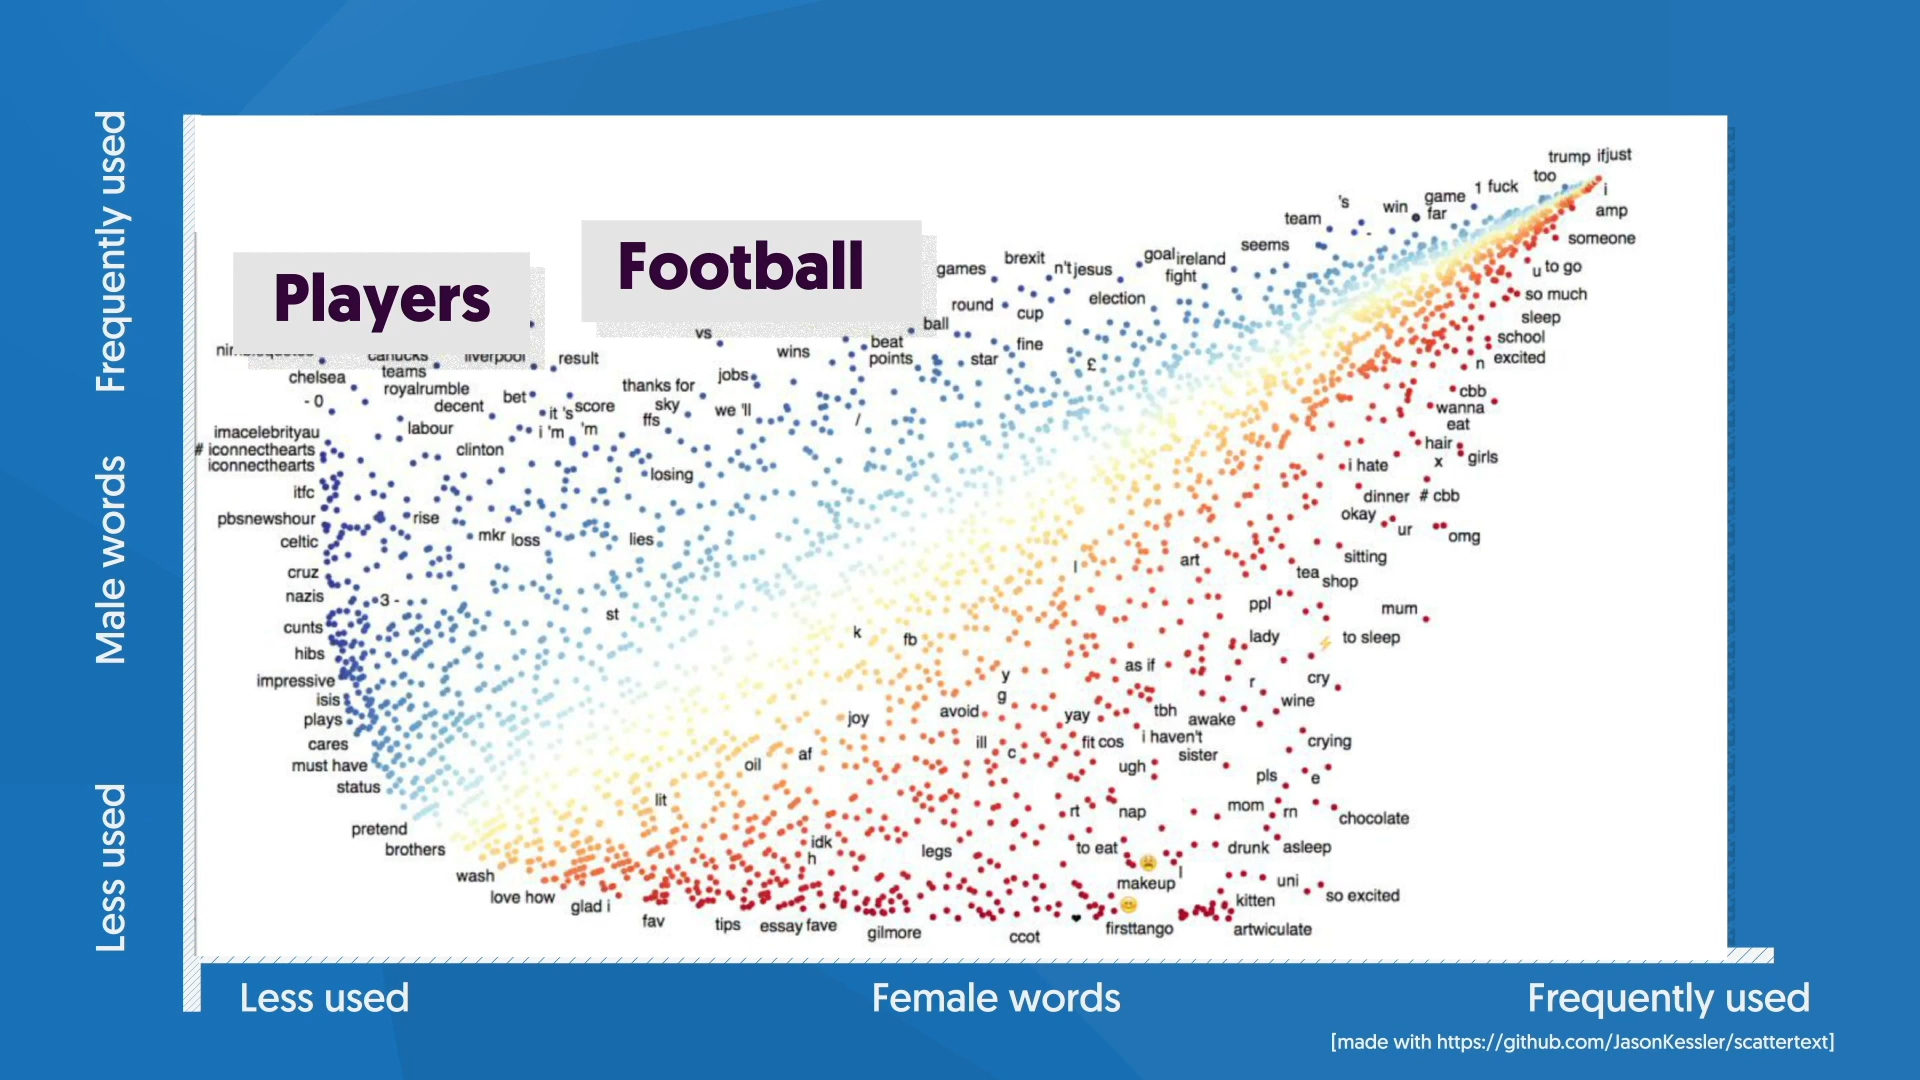 Frequently used
Male words
Less used
Players
Football
trump ifjust
too
i
amp
someone
1 fuck
game
far
win
's
team
seems
goal
ireland
fight
brexit
n't
jesus
games
election
round
cup
ball
u
to go
so much
sleep
school
n
excited
vs
wins
beat
points
star
fine
£
canucks
liverpool
result
chelsea
teams
royalrumble
- 0
decent
bet
it 's
score
thanks for
sky
ffs
jobs
we 'll
/
labour
i 'm
'm
clinton
losing
imacelebrityau
# iconnecthearts
iconnecthearts
itfc
pbsnewshour
rise
celtic
mkr
loss
lies
cruz
nazis
3 -
st
cunts
hibs
impressive
isis
plays
cares
must have
status
pretend
brothers
wash
love how
glad i
fav
tips
essay
fave
gilmore
ccot
firsttango
artwiculate
cbb
wanna
eat
hair
x
girls
i hate
dinner
# cbb
okay
ur
omg
sitting
art
l
tea
shop
ppl
mum
lady
to sleep
k
fb
as if
y
g
r
cry
wine
joy
avoid
yay
tbh
awake
af
oil
ill
c
fit
cos
i haven't
sister
crying
ugh
pls
e
lit
rt
nap
mom
rn
chocolate
idk
h
legs
to eat
drunk
asleep
makeup
l
uni
kitten
so excited
Less used
Female words
Frequently used
[made with https://github.com/JasonKessler/scattertext]